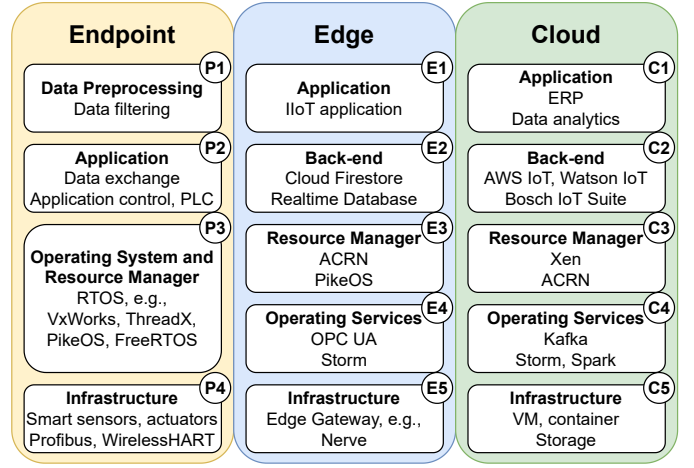 Endpoint
P1
Data Preprocessing
Data filtering
P2
Application
Data exchange
Application control, PLC
P3
Operating System and
Resource Manager
RTOS, e.g.,
VxWorks, ThreadX,
PikeOS, FreeRTOS
P4
Infrastructure
Smart sensors, actuators
Profibus, WirelessHART
Edge
E1
Application
IIoT application
E2
Back-end
Cloud Firestore
Realtime Database
E3
Resource Manager
ACRN
PikeOS
E4
Operating Services
OPC UA
Storm
E5
Infrastructure
Edge Gateway, e.g.,
Nerve
Cloud
C1
Application
ERP
Data analytics
C2
Back-end
AWS IoT, Watson IoT
Bosch IoT Suite
C3
Resource Manager
Xen
ACRN
C4
Operating Services
Kafka
Storm, Spark
C5
Infrastructure
VM, container
Storage